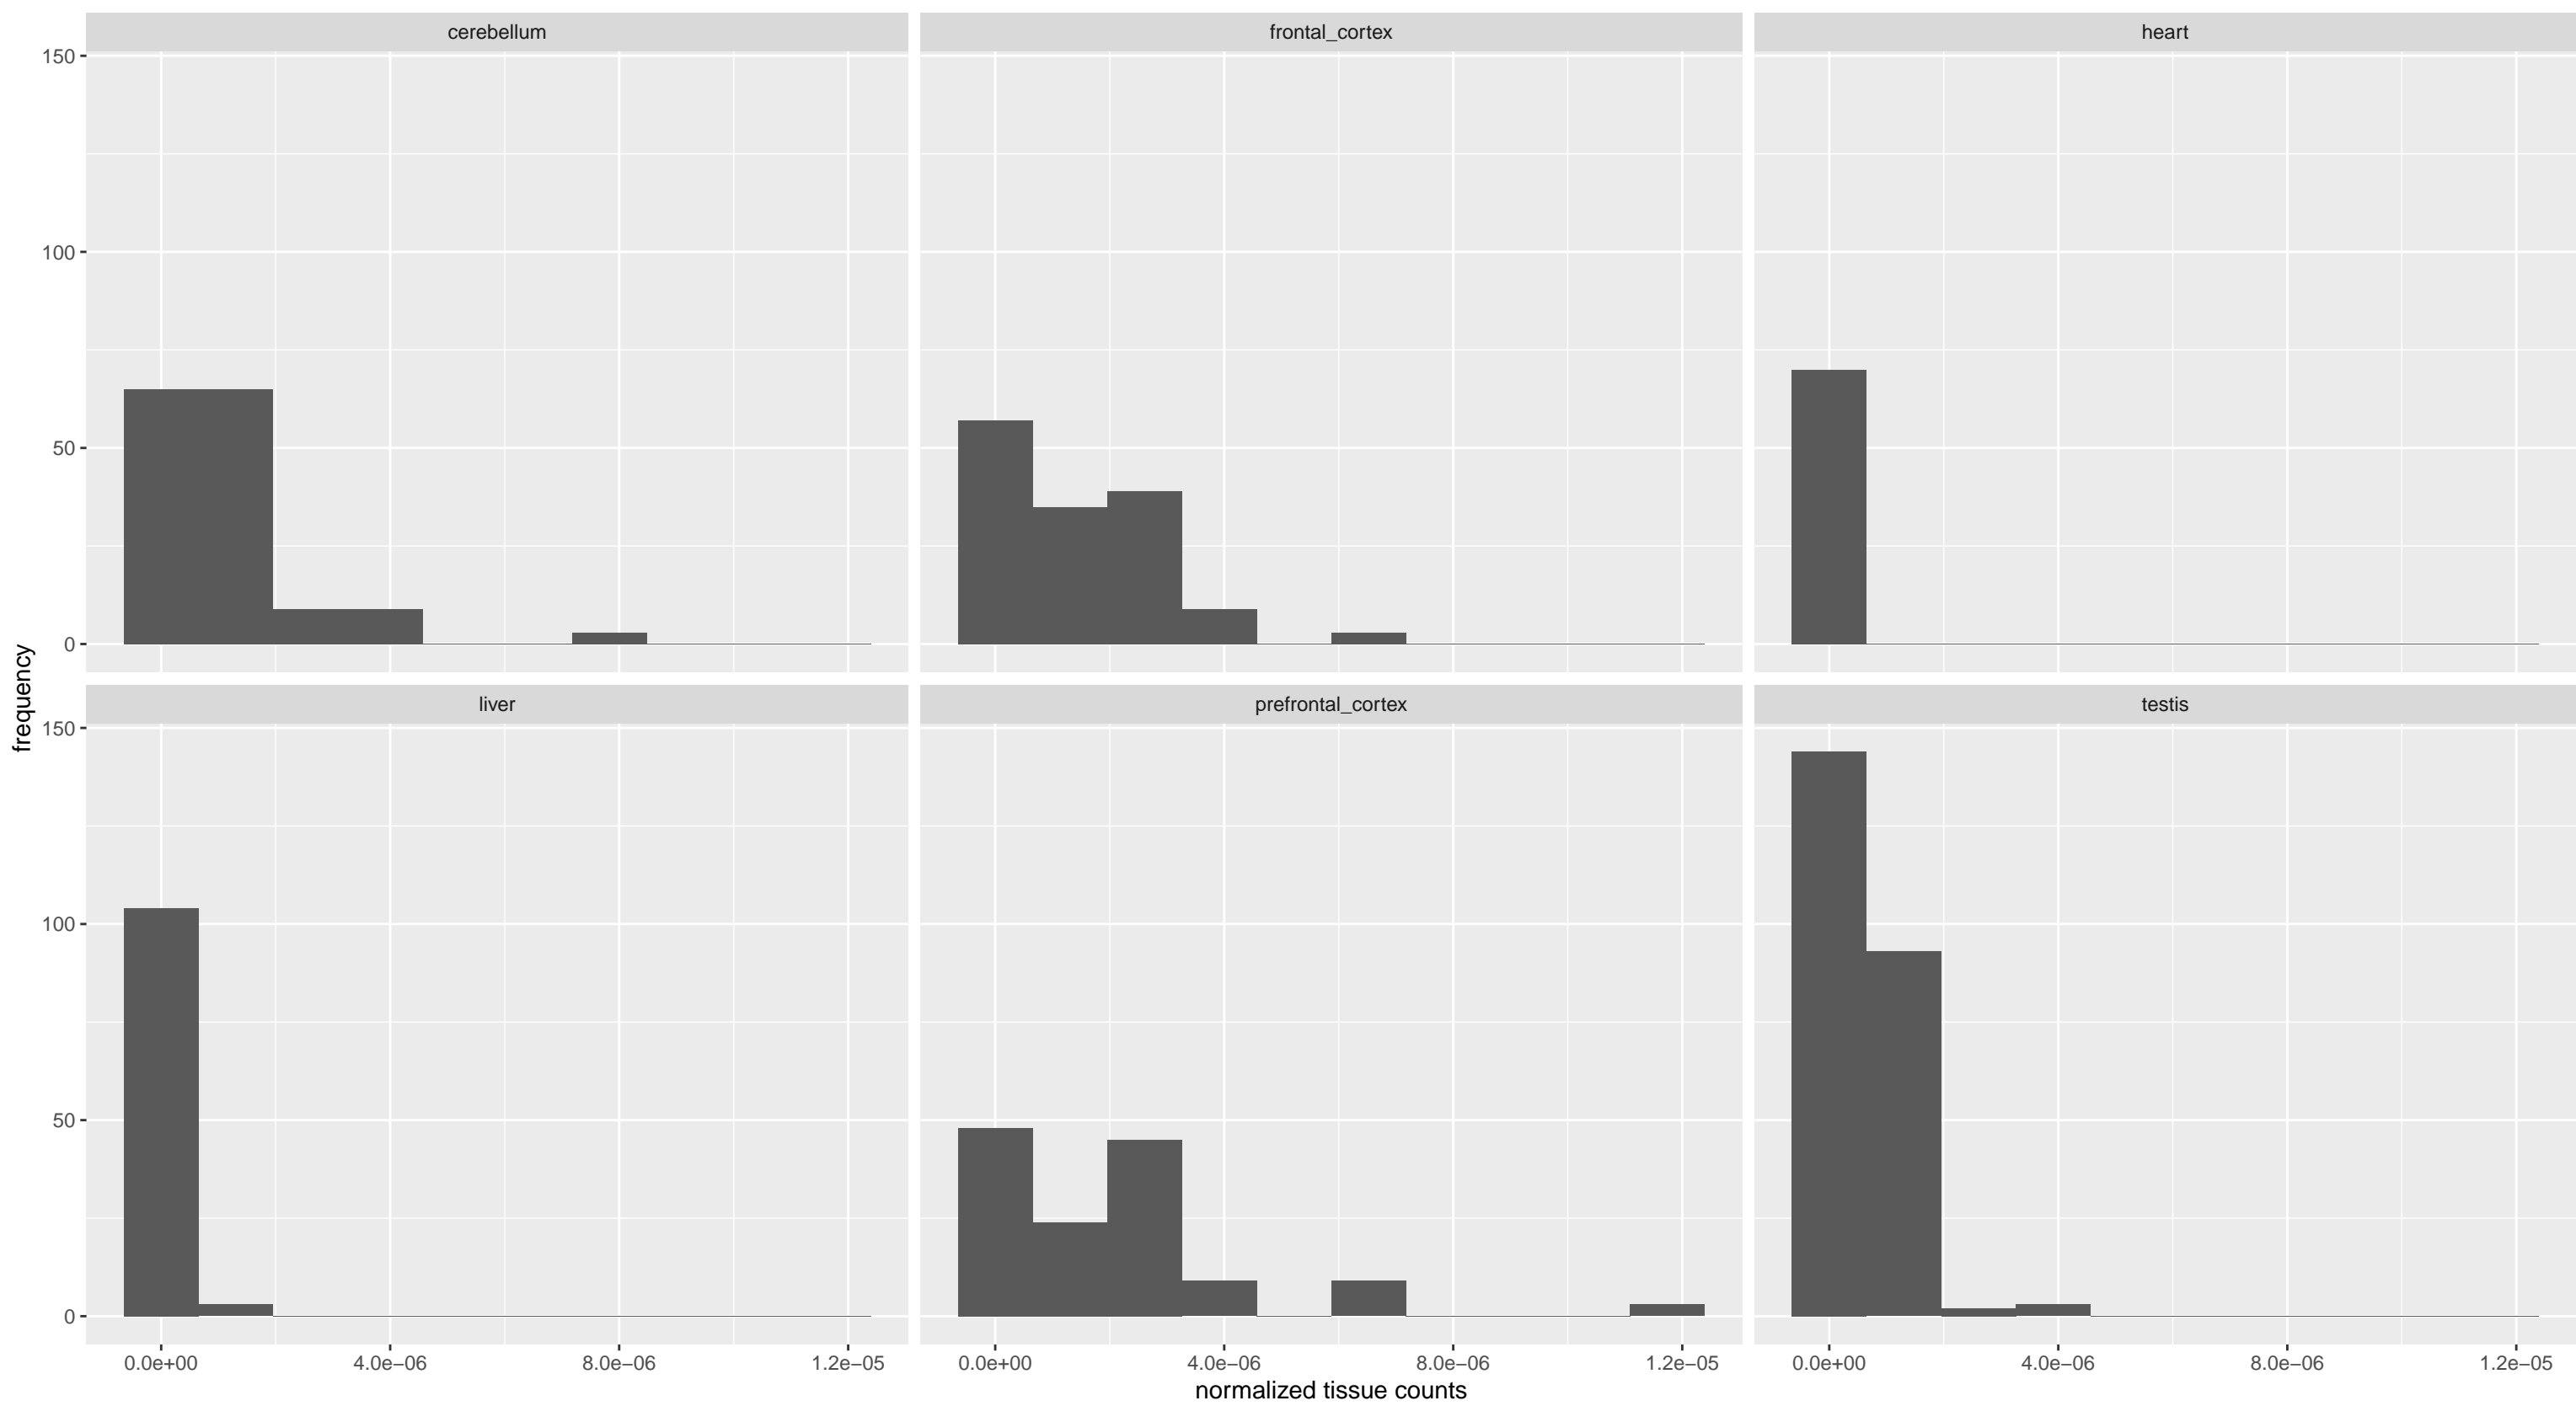 cerebellum
frontal_cortex
heart
150
100
50
0
frequency
liver
prefrontal_cortex
testis
150
100
50
0
0.0e+00 4.0e−06 8.0e−06 1.2e−05
0.0e+00 4.0e−06 8.0e−06 1.2e−05
0.0e+00 4.0e−06 8.0e−06 1.2e−05
normalized tissue counts